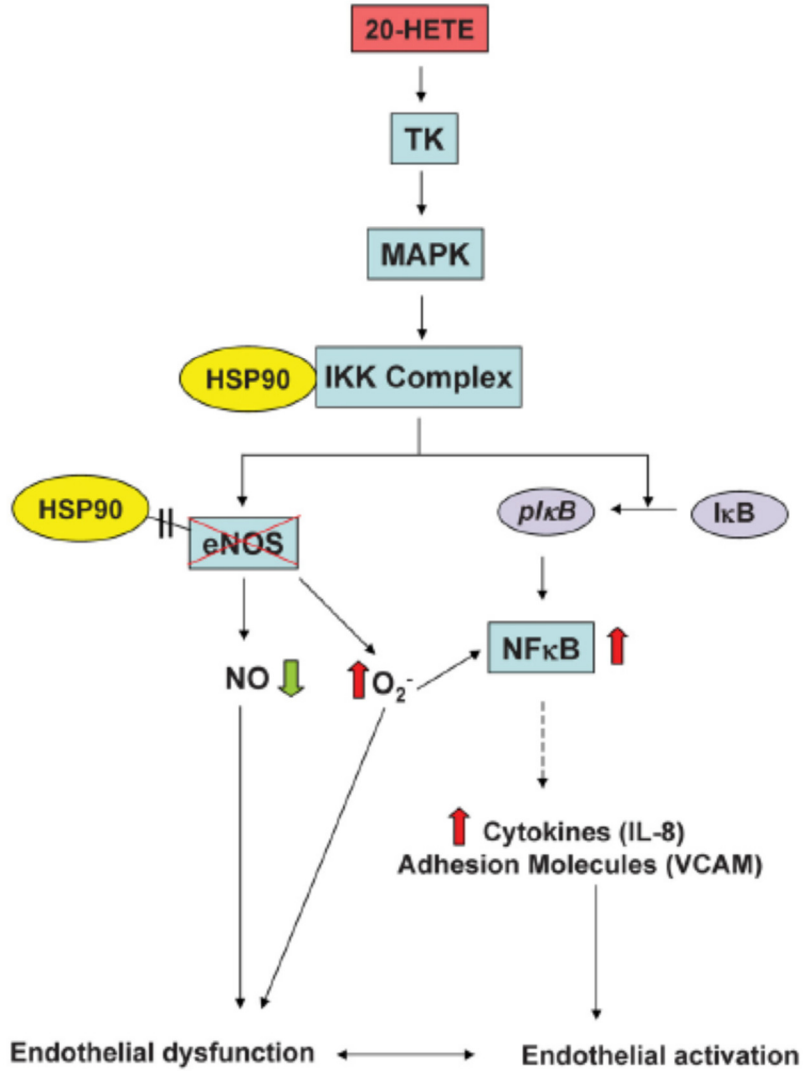 20-HETE
TK
MAPK
HSP90
IKK Complex
HSP90
eNOS
pIκB
IκB
NO
O₂⁻
NFκB
Cytokines (IL-8)
Adhesion Molecules (VCAM)
Endothelial dysfunction
Endothelial activation